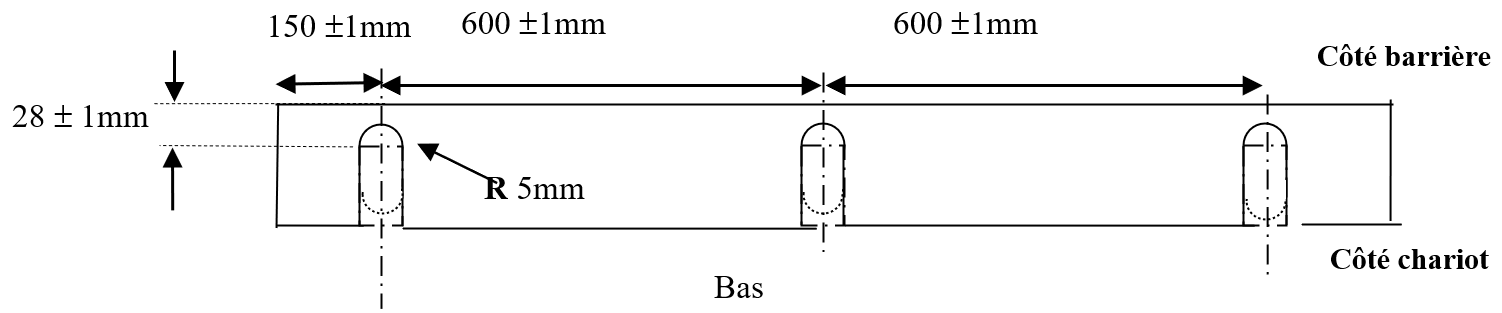 150 ±1mm
600 ±1mm
600 ±1mm
Côté barrière
28 ± 1mm
R 5mm
Côté chariot
Bas